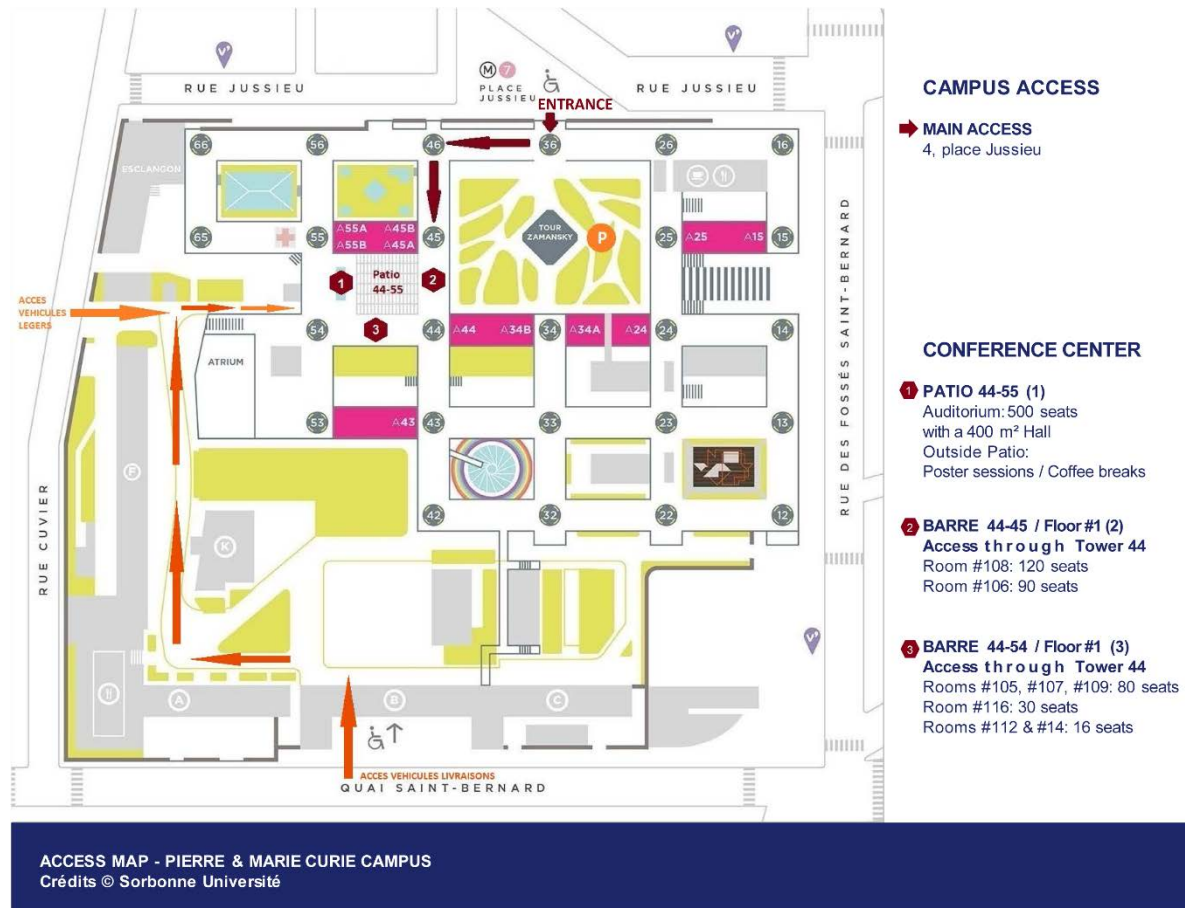 RUE JUSSIEU
M 7
PLACE
JUSSIEU
RUE JUSSIEU
ENTRANCE
66
56
46
36
26
16
ESCLANGON
65
55
A55A A45B
A55B A45A
45
TOUR
ZAMANSKY
P
25
A25 A15
15
1
Patio
44-55
2
3
ACCES
VEHICULES
LEGERS
54
44
A44 A34B
34
A34A A24
24
14
ATRIUM
53
A43
43
33
23
13
F
42
32
22
12
K
RUE CUVIER
RUE DES FOSSÉS SAINT-BERNARD
A
B
C
ACCES VEHICULES LIVRAISONS
QUAI SAINT-BERNARD
CAMPUS ACCESS
MAIN ACCESS
4, place Jussieu
CONFERENCE CENTER
1 PATIO 44-55 (1)
Auditorium: 500 seats
with a 400 m² Hall
Outside Patio:
Poster sessions / Coffee breaks
2 BARRE 44-45 / Floor #1 (2)
Access through Tower 44
Room #108: 120 seats
Room #106: 90 seats
3 BARRE 44-54 / Floor #1 (3)
Access through Tower 44
Rooms #105, #107, #109: 80 seats
Room #116: 30 seats
Rooms #112 & #14: 16 seats
ACCESS MAP - PIERRE & MARIE CURIE CAMPUS
Crédits © Sorbonne Université